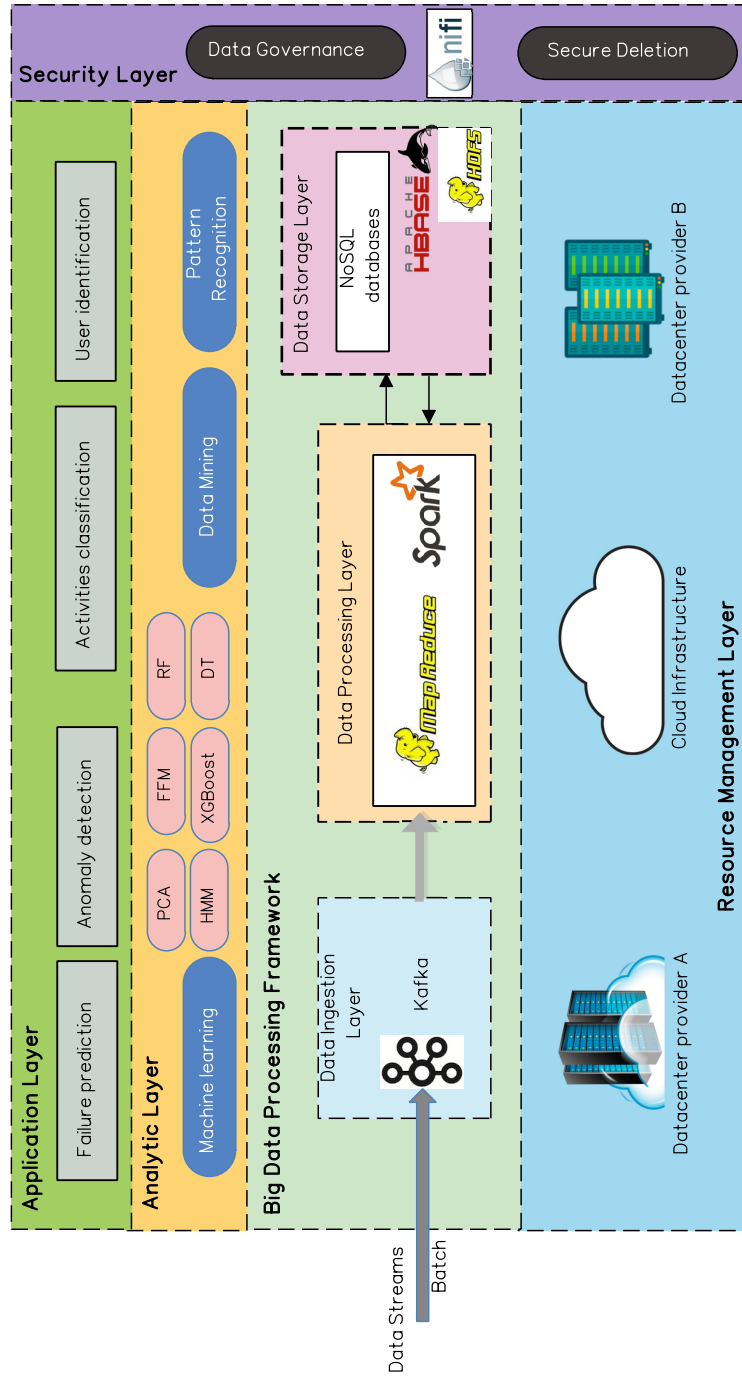 Application Layer
Failure prediction
Anomaly detection
Activities classification
User identification
Analytic Layer
Machine learning
PCA
HMM
FFM
XGBoost
RF
DT
Data Mining
Pattern
Recognition
Big Data Processing Framework
Data Streams
Batch
Data Ingestion
Layer
Kafka
Data Processing Layer
Map Reduce
Spark
Data Storage Layer
NoSQL
databases
APACHE
HBASE
HDFS
Datacenter provider A
Cloud Infrastructure
Datacenter provider B
Resource Management Layer
Security Layer
Data Governance
nifi
Secure Deletion